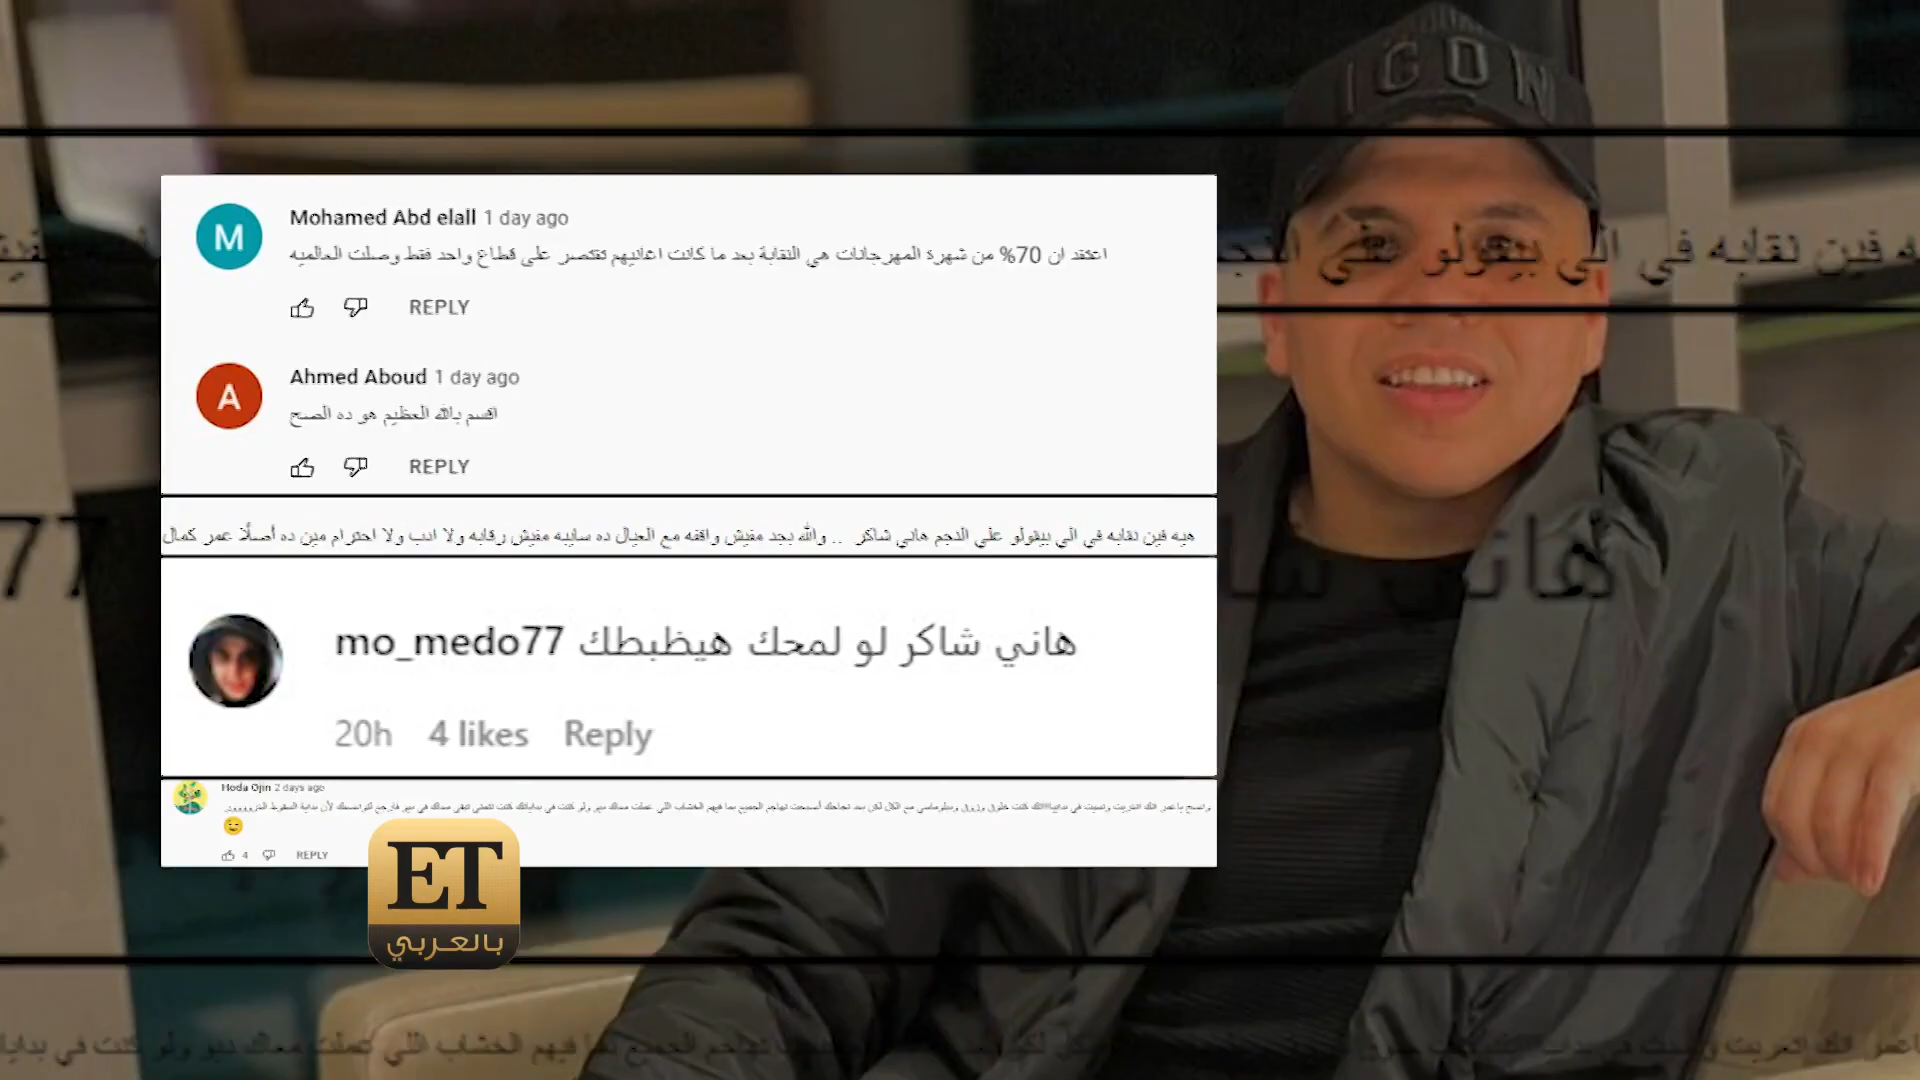 ICON
Mohamed Abd elall 1 day ago
اعتقد ان 70% من شهرة المهرجانات هي النقابة بعد ما كانت اغانيهم تقتصر على قطاع واحد فقط وصلت العالميه
REPLY
Ahmed Aboud 1 day ago
اقسم بالله العظيم هو ده الصح
REPLY
هيه فين نقابه في الي بيقولو علي النجم هاني شاكر .. والله بجد مفيش واقفه مع العيال ده سايبه مفيش رقابه ولا ادب ولا احترام مين ده أصلًا عمر كمال
mo_medo77 هاني شاكر لو لمحك هيظبطك
20h 4 likes Reply
Hoda Ojin 2 days ago
4 REPLY
ET
بالعربي